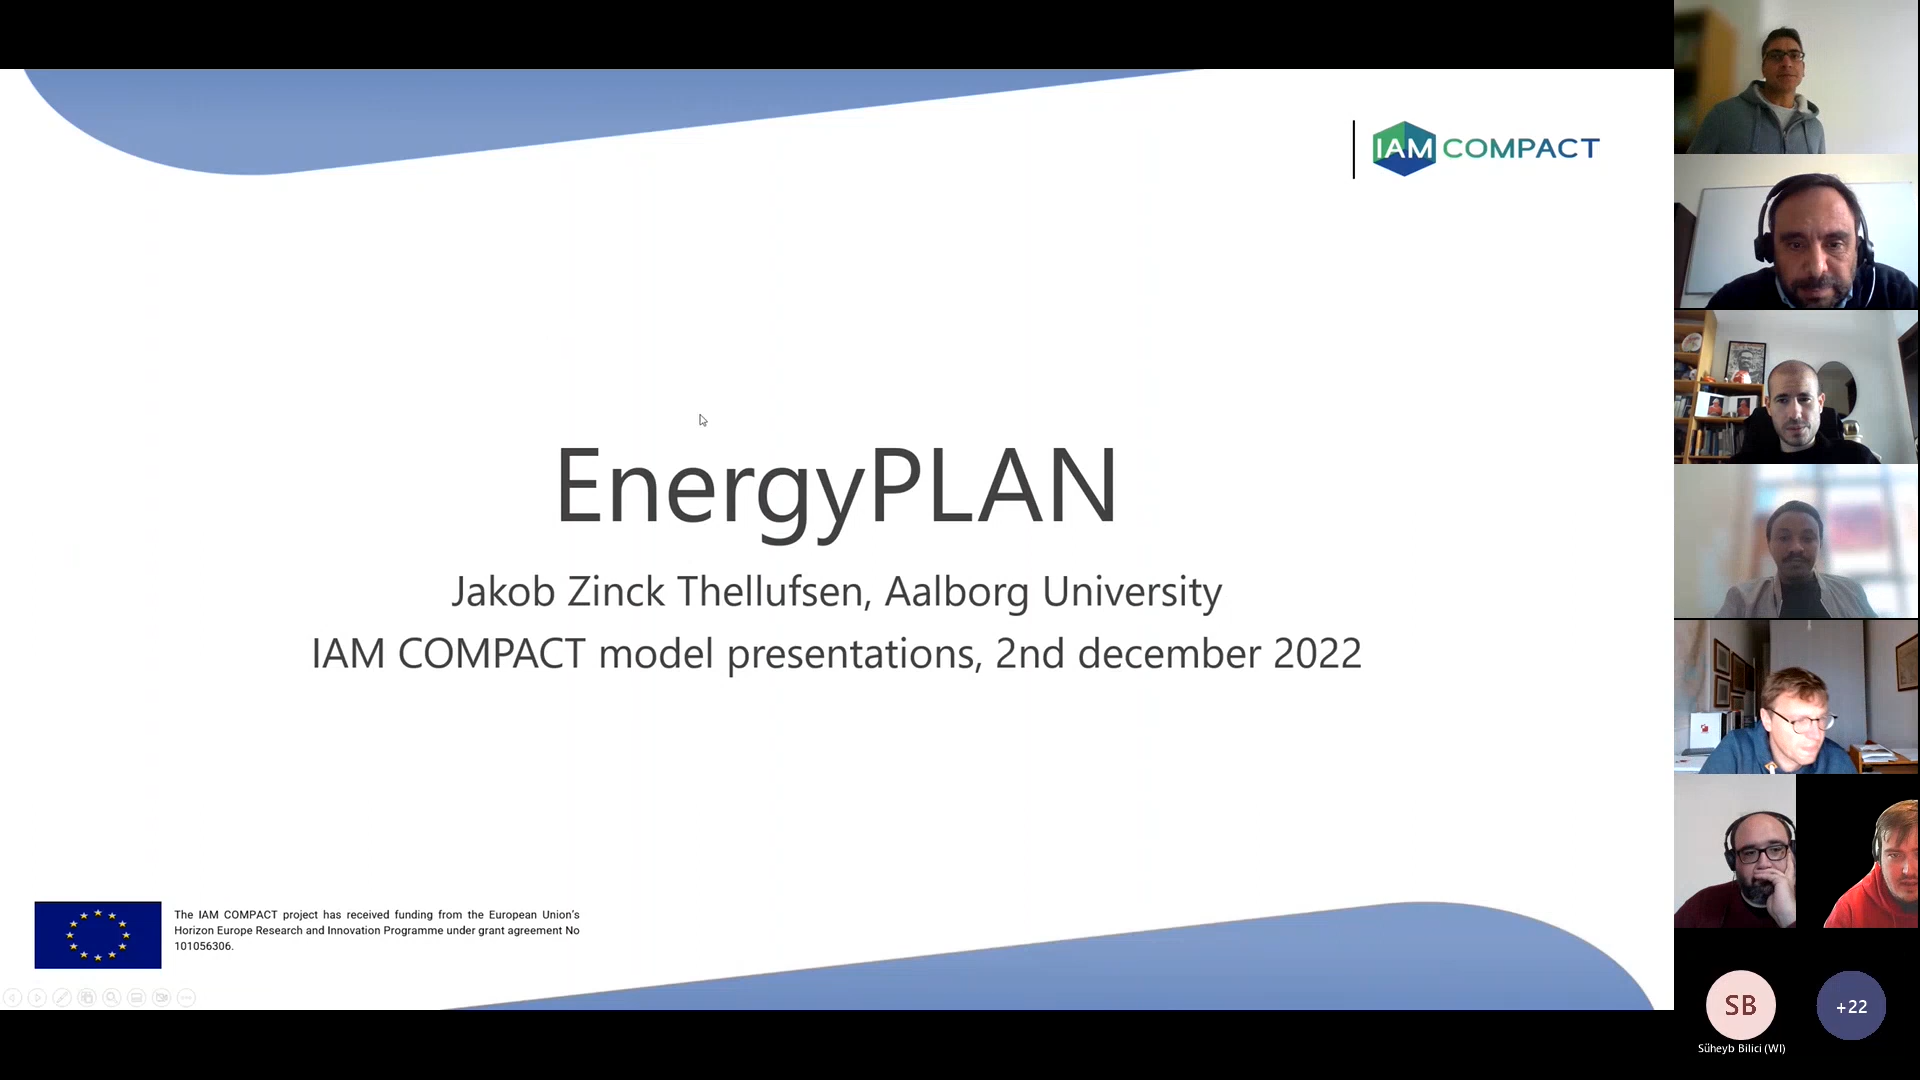 IAM COMPACT
EnergyPLAN
Jakob Zinck Thellufsen, Aalborg University
IAM COMPACT model presentations, 2nd december 2022
The IAM COMPACT project has received funding from the European Union's
Horizon Europe Research and Innovation Programme under grant agreement No
101056306.
SB
+22
Süheyb Bilici (WI)